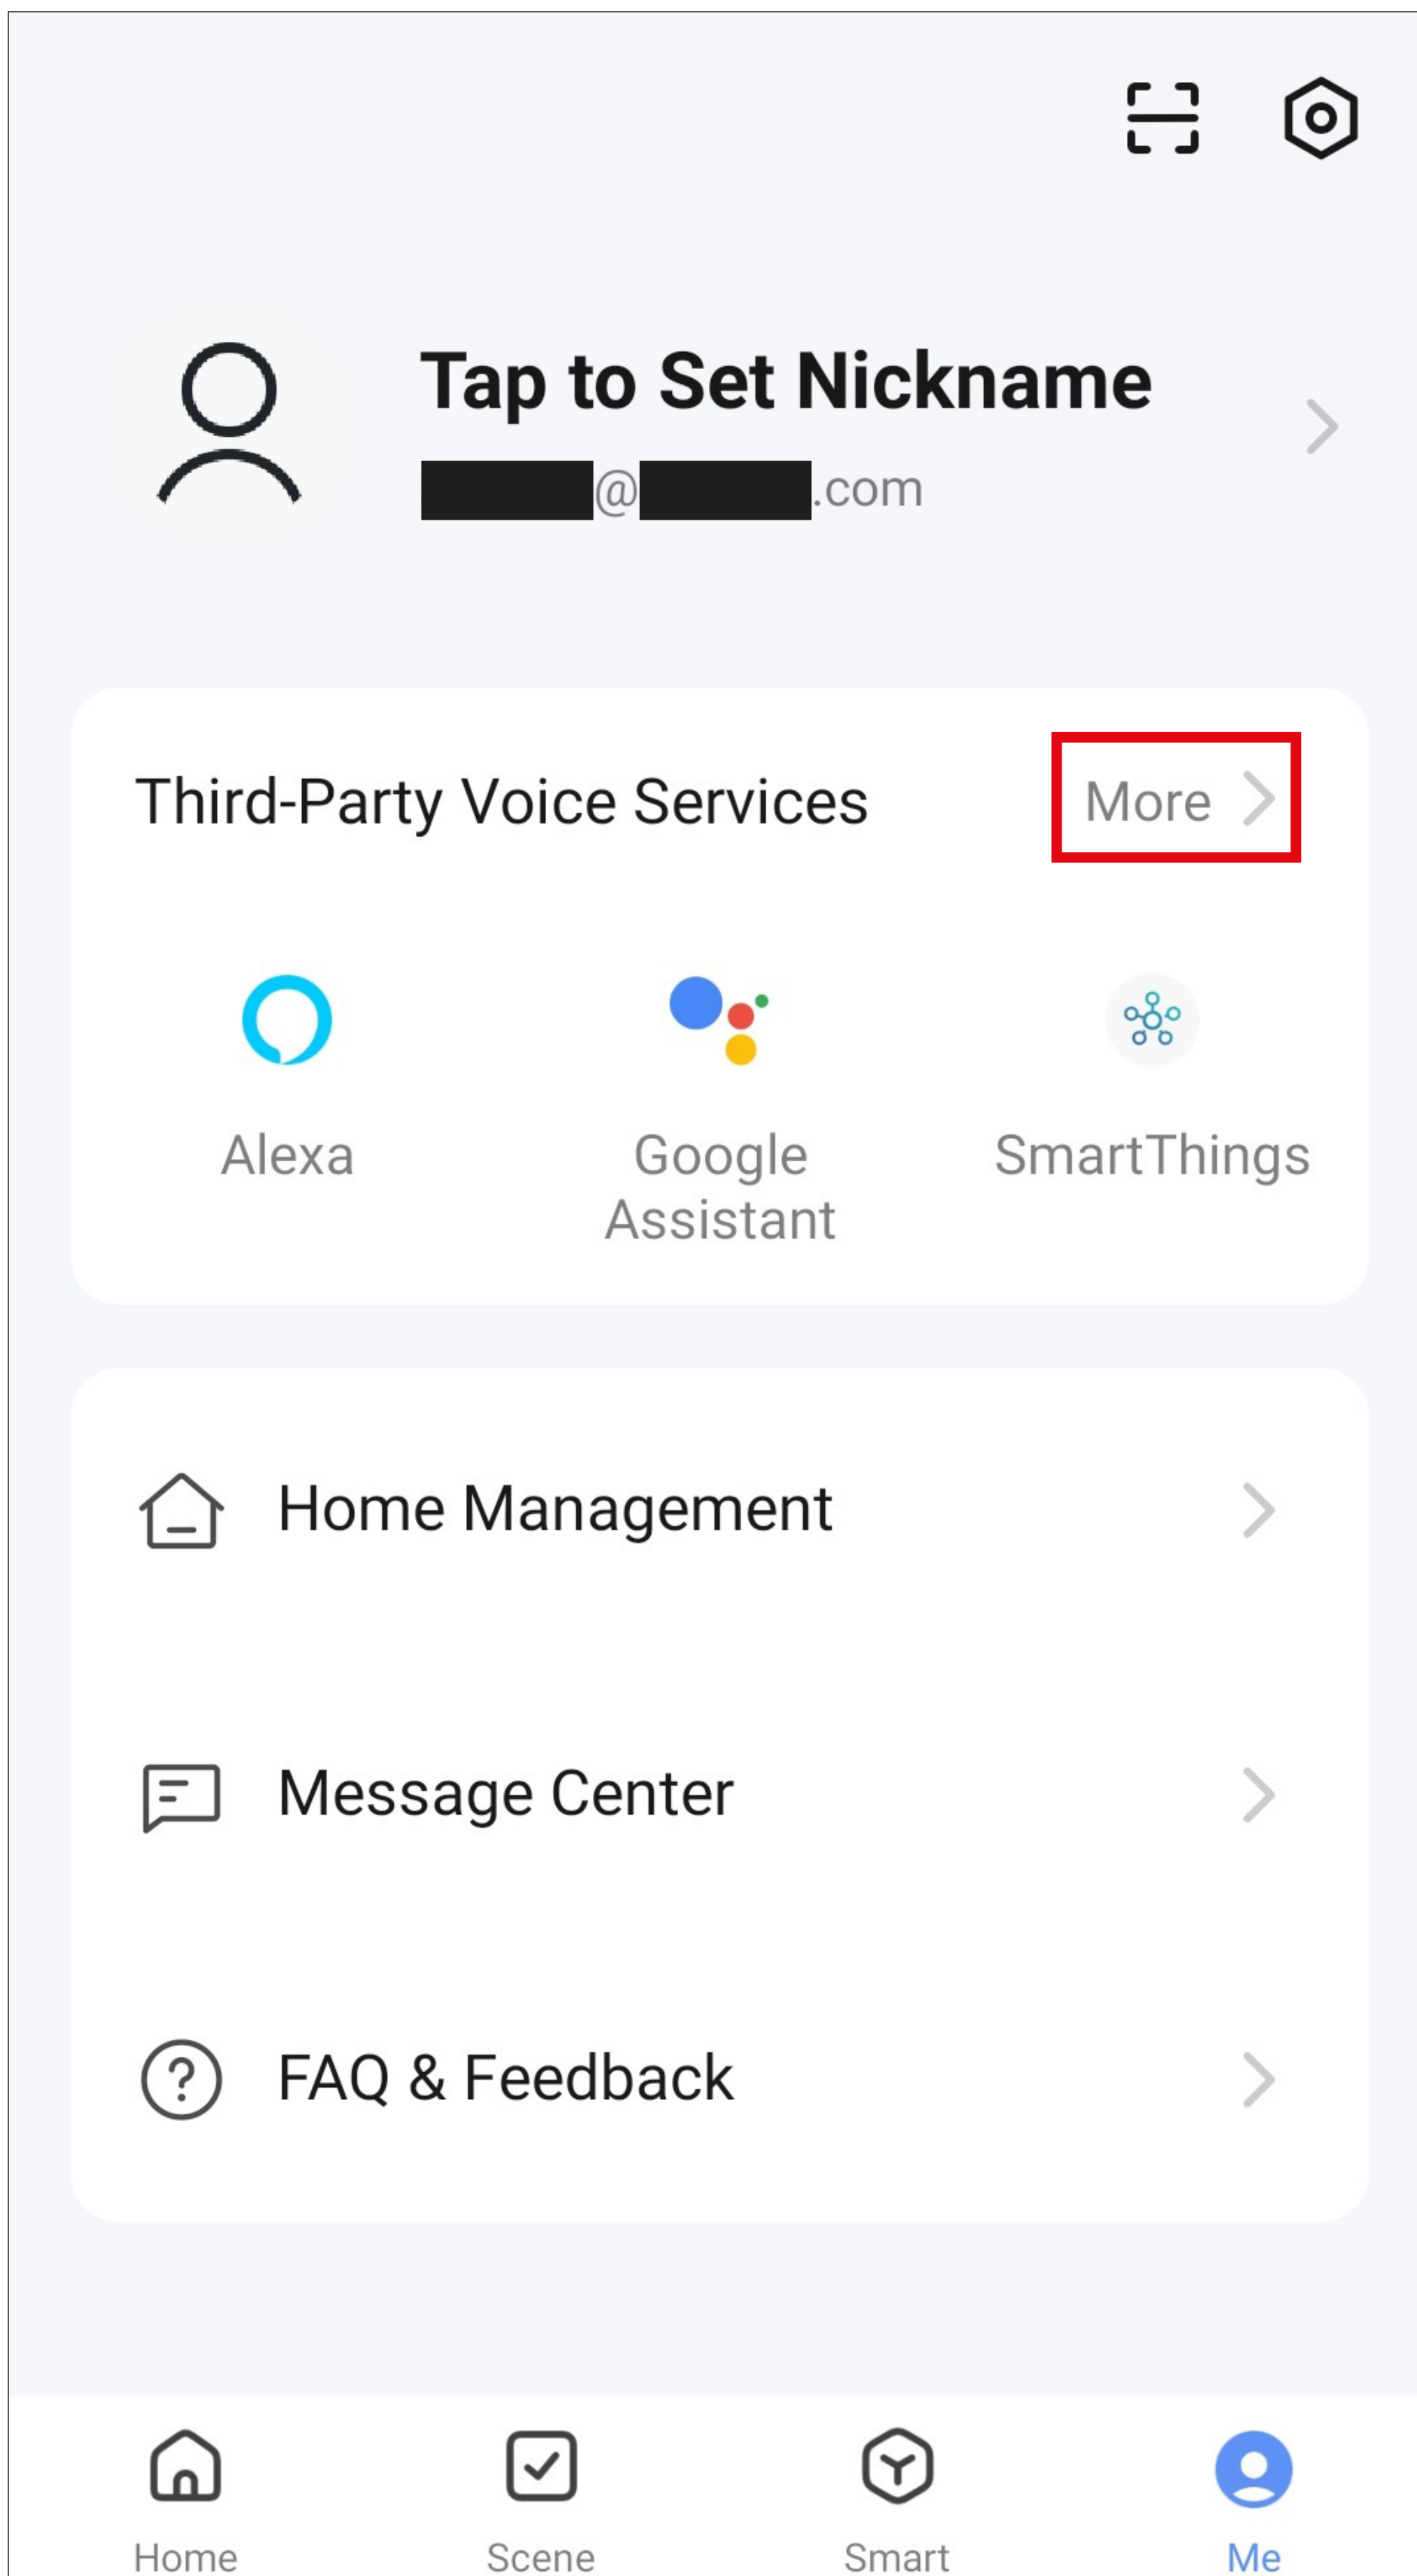 Tap to Set Nickname
@ .com
Third-Party Voice Services More
Alexa Google SmartThings
Assistant
Home Management
Message Center
FAQ & Feedback
Home Scene Smart Me